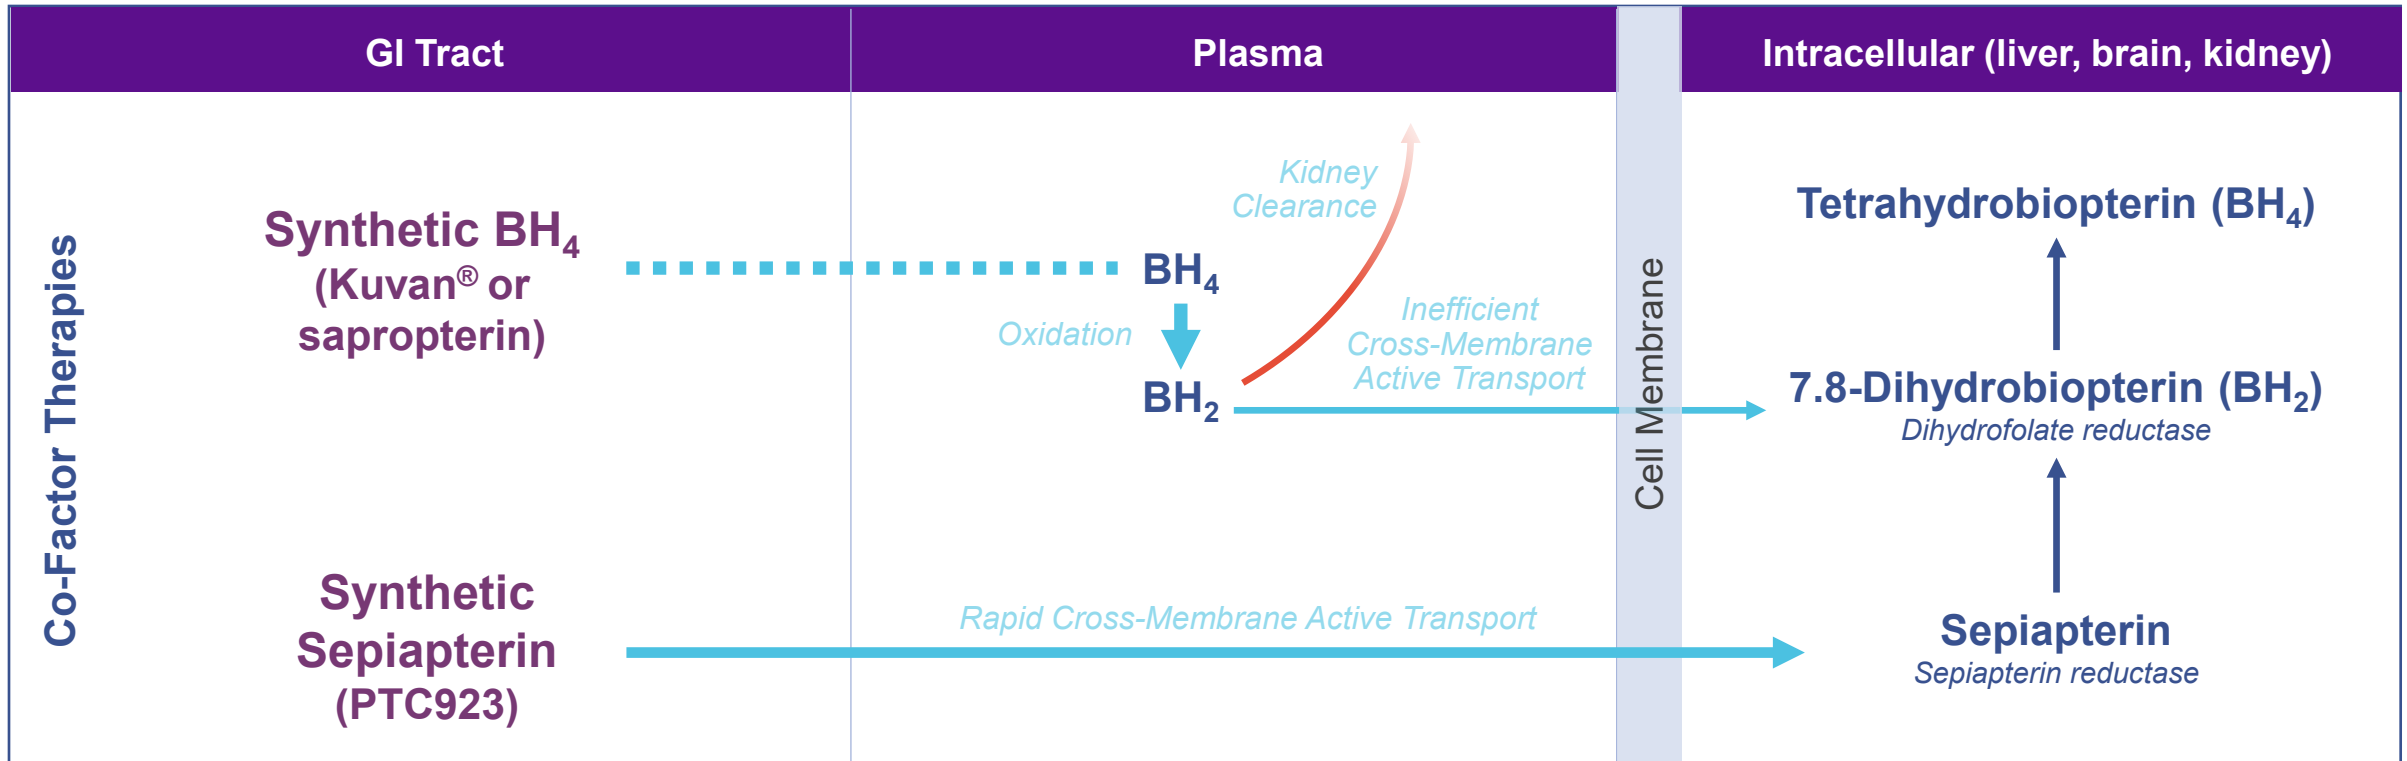 GI Tract
Plasma
Intracellular (liver, brain, kidney)
Co-Factor Therapies
Synthetic BH₄
(Kuvan® or
sapropterin)
BH₄
Oxidation
BH₂
Kidney
Clearance
Inefficient
Cross-Membrane
Active Transport
Cell Membrane
Tetrahydrobiopterin (BH₄)
7.8-Dihydrobiopterin (BH₂)
Dihydrofolate reductase
Synthetic
Sepiapterin
(PTC923)
Rapid Cross-Membrane Active Transport
Sepiapterin
Sepiapterin reductase